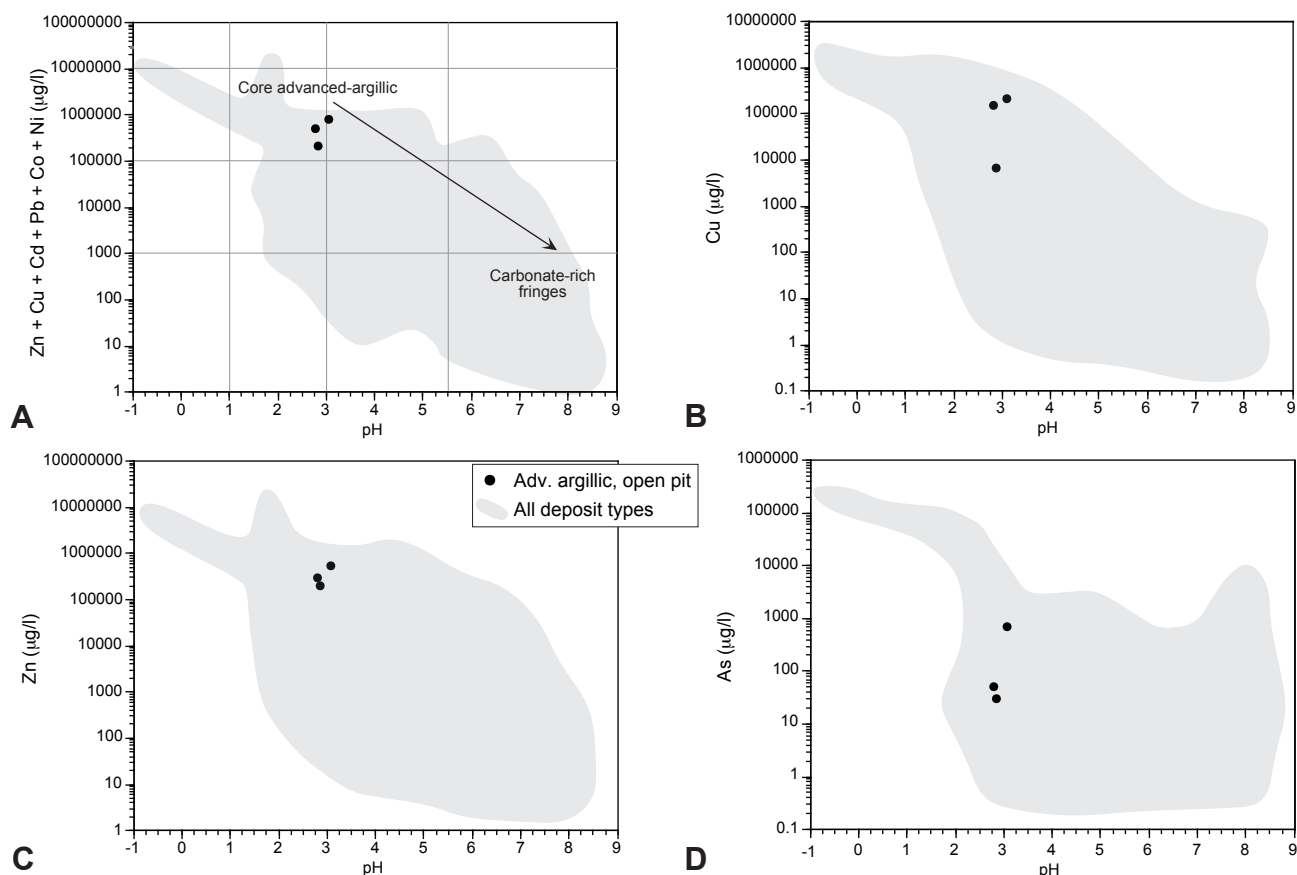 100000000
10000000
1000000
100000
10000
1000
100
10
1
Zn + Cu + Cd + Pb + Co + Ni (µg/l)
Core advanced-argillic
Carbonate-rich
fringes
-1 0 1 2 3 4 5 6 7 8 9
pH
A
10000000
1000000
100000
10000
1000
100
10
1
0.1
Cu (µg/l)
-1 0 1 2 3 4 5 6 7 8 9
pH
B
100000000
10000000
1000000
100000
10000
1000
100
10
1
Zn (µg/l)
Adv. argillic, open pit
All deposit types
-1 0 1 2 3 4 5 6 7 8 9
pH
C
1000000
100000
10000
1000
100
10
1
0.1
As (µg/l)
-1 0 1 2 3 4 5 6 7 8 9
pH
D